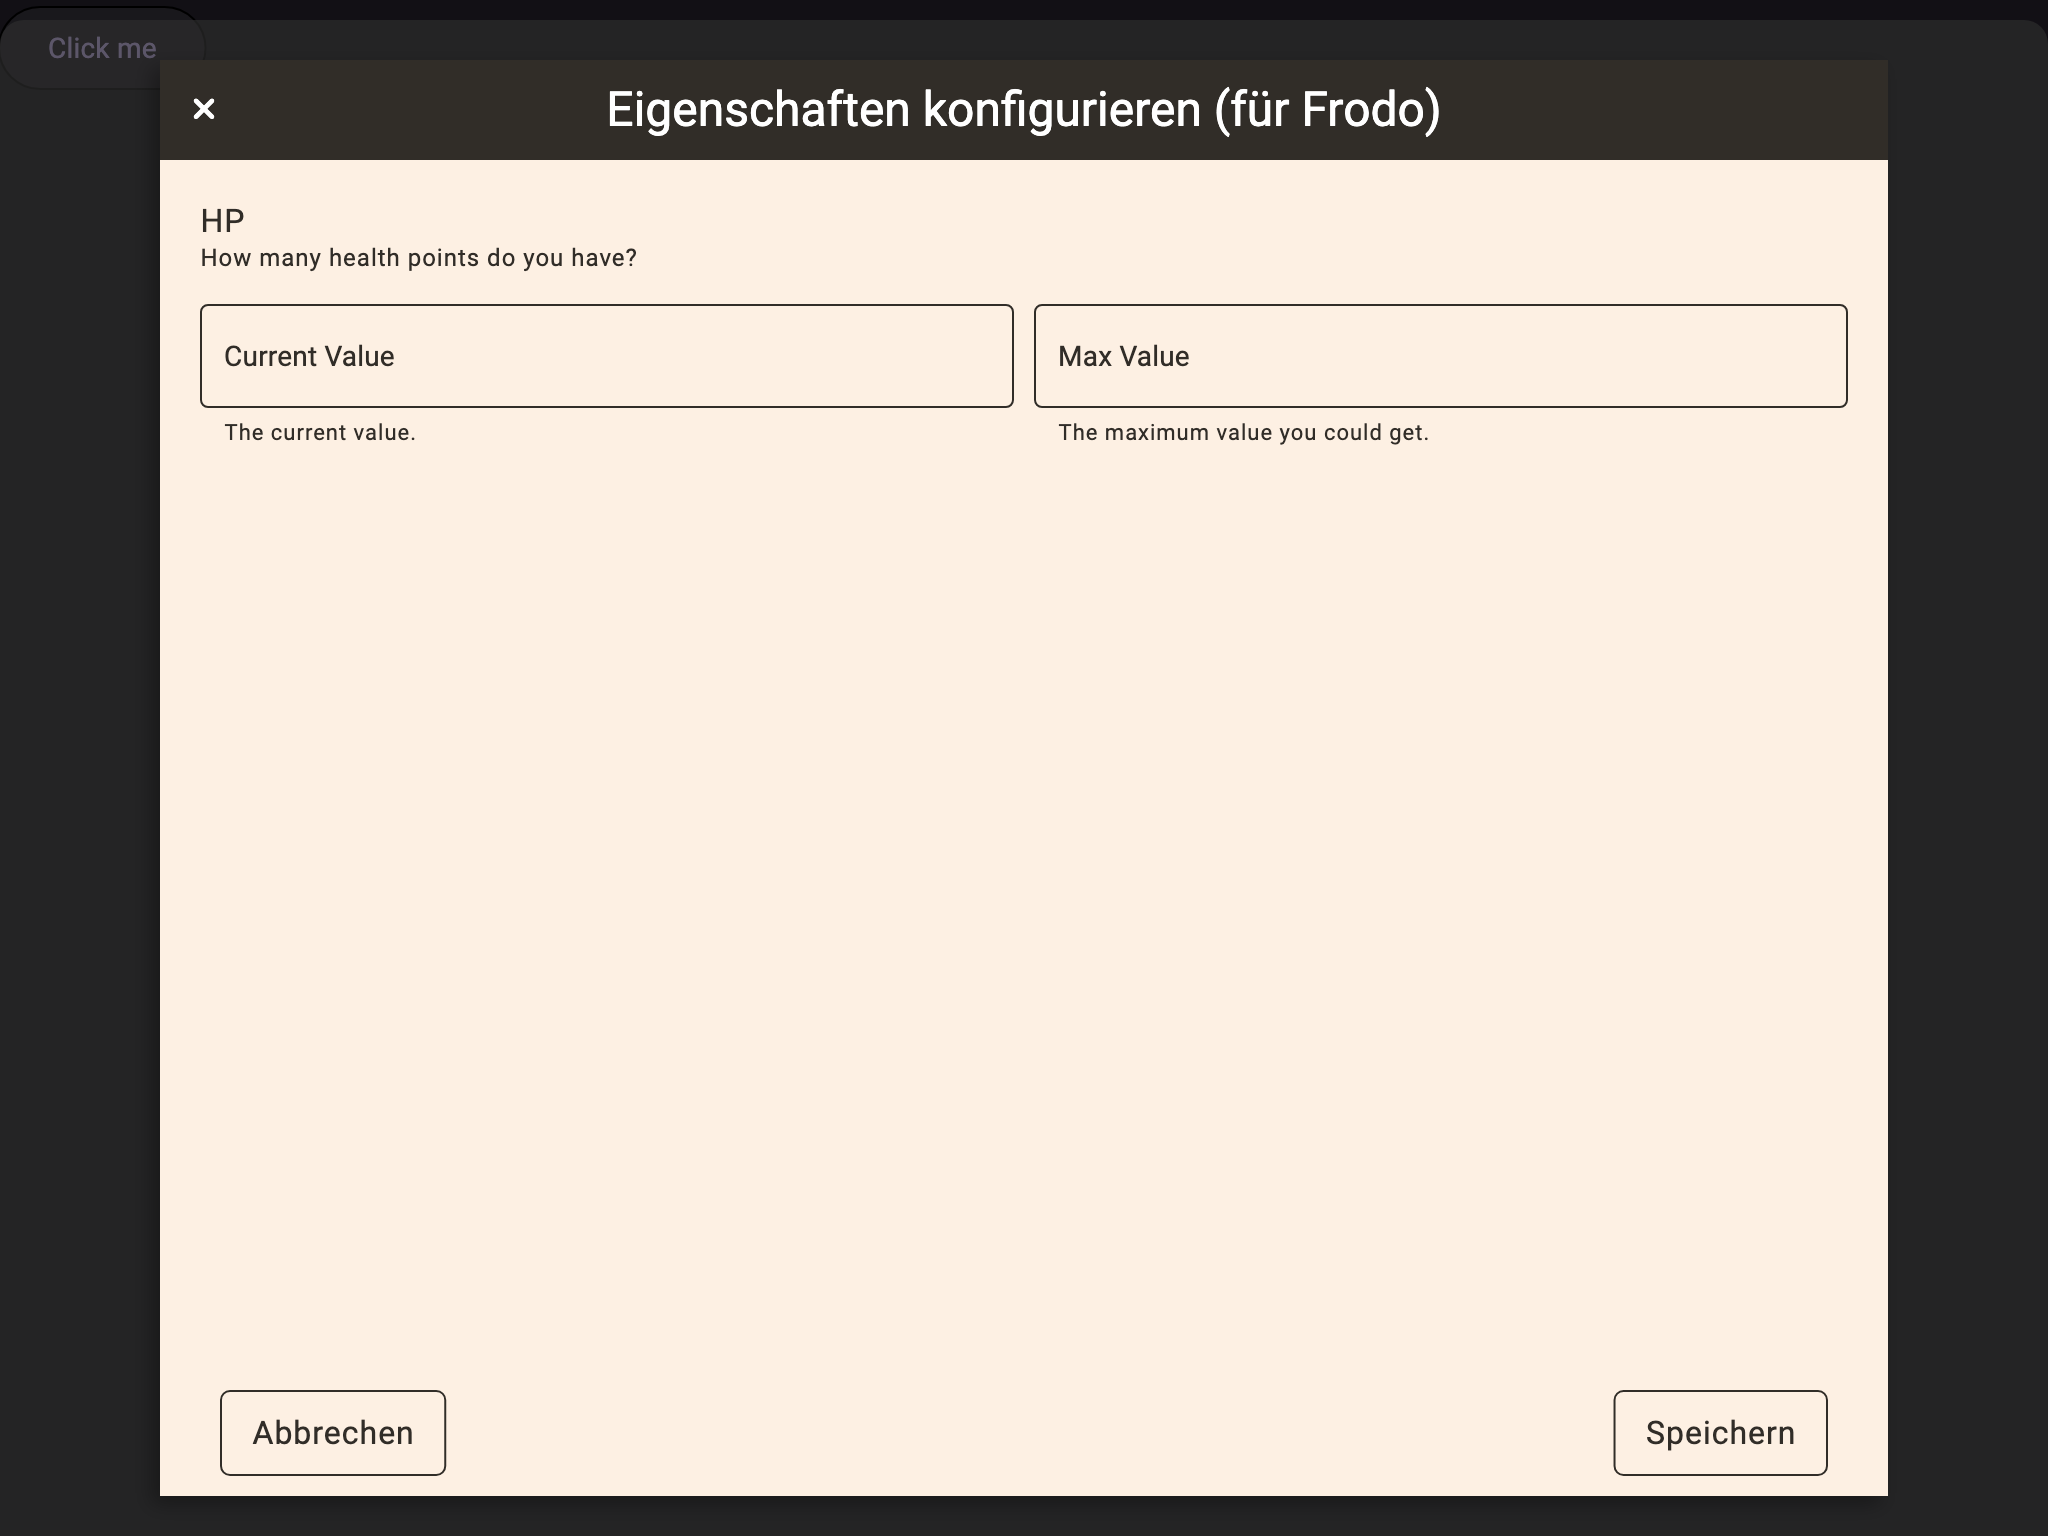 Click me
Eigenschaften konfigurieren (für Frodo)
HP
How many health points do you have?
Current Value
Max Value
The current value.
The maximum value you could get.
Abbrechen
Speichern